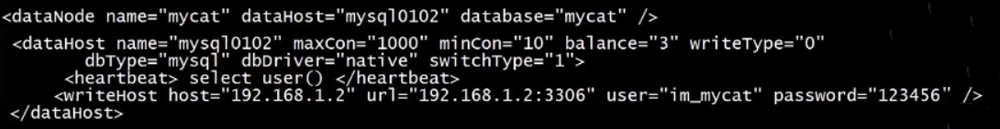 <dataNode name="mycat" dataHost="mysql0102" database="mycat" />
<dataHost name="mysql0102" maxCon="1000" minCon="10" balance="3" writeType="0"
dbType="mysql" dbDriver="native" switchType="1">
<heartbeat> select user() </heartbeat>
<writeHost host="192.168.1.2" url="192.168.1.2:3306" user="im_mycat" password="123456" />
</dataHost>